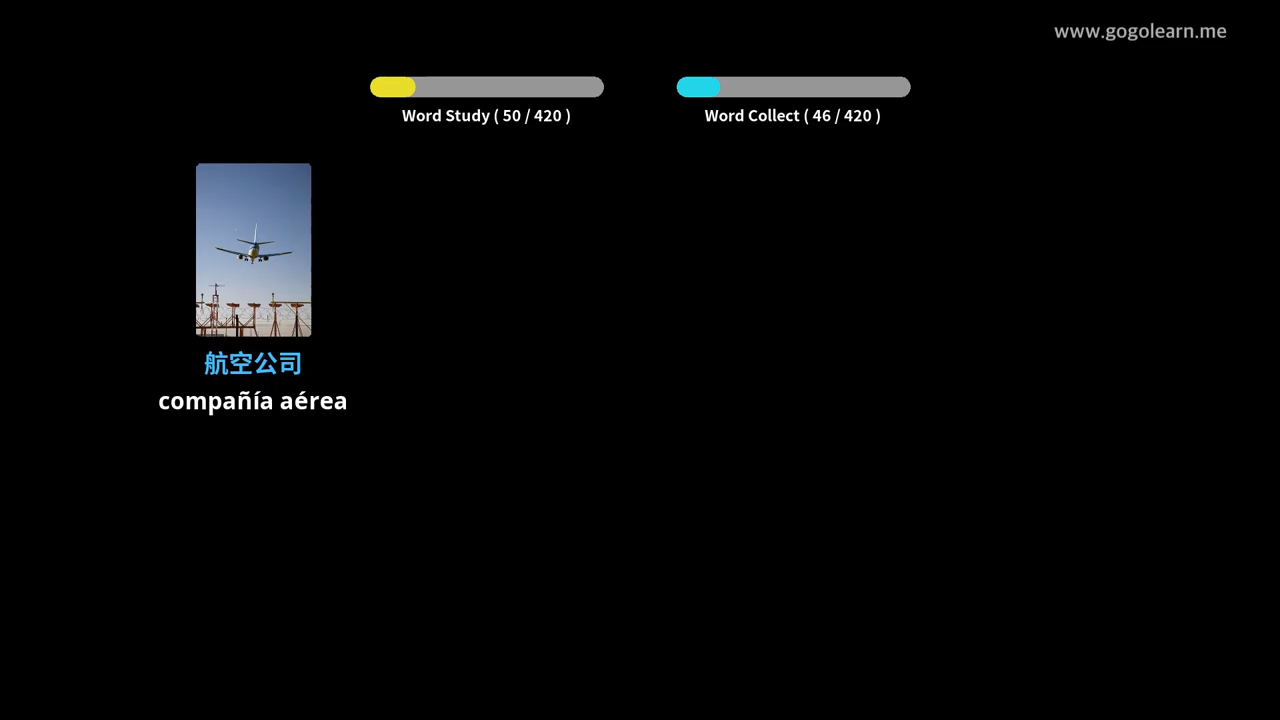 www.gogolearn.me
Word Study ( 50 / 420 )
Word Collect ( 46 / 420 )
航空公司
compañía aérea